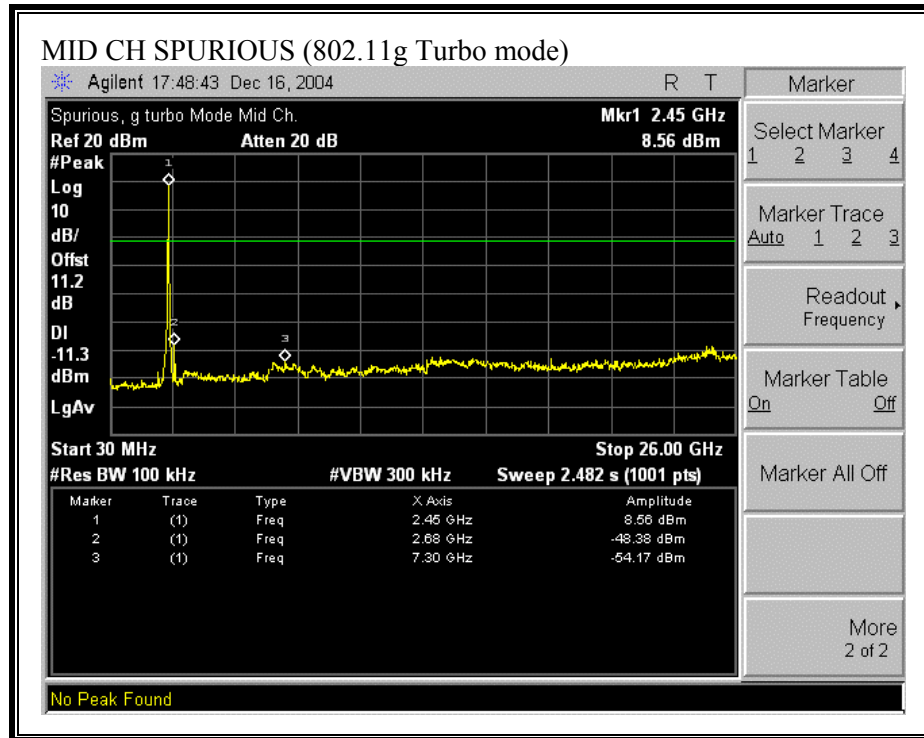 MID CH SPURIOUS (802.11g Turbo mode)
Agilent 17:48:43 Dec 16, 2004 R T
Marker
Spurious, g turbo Mode Mid Ch. Mkr1 2.45 GHz
Ref 20 dBm Atten 20 dB 8.56 dBm
#Peak
Log
10
dB/
Offst
11.2
dB
DI
-11.3
dBm
LgAv
1
2
3
Start 30 MHz Stop 26.00 GHz
#Res BW 100 kHz #VBW 300 kHz Sweep 2.482 s (1001 pts)
Marker Trace Type X Axis Amplitude
1 (1) Freq 2.45 GHz 8.56 dBm
2 (1) Freq 2.68 GHz -48.38 dBm
3 (1) Freq 7.30 GHz -54.17 dBm
Select Marker
1 2 3 4
Marker Trace
Auto 1 2 3
Readout
Frequency
Marker Table
On Off
Marker All Off
More
2 of 2
No Peak Found